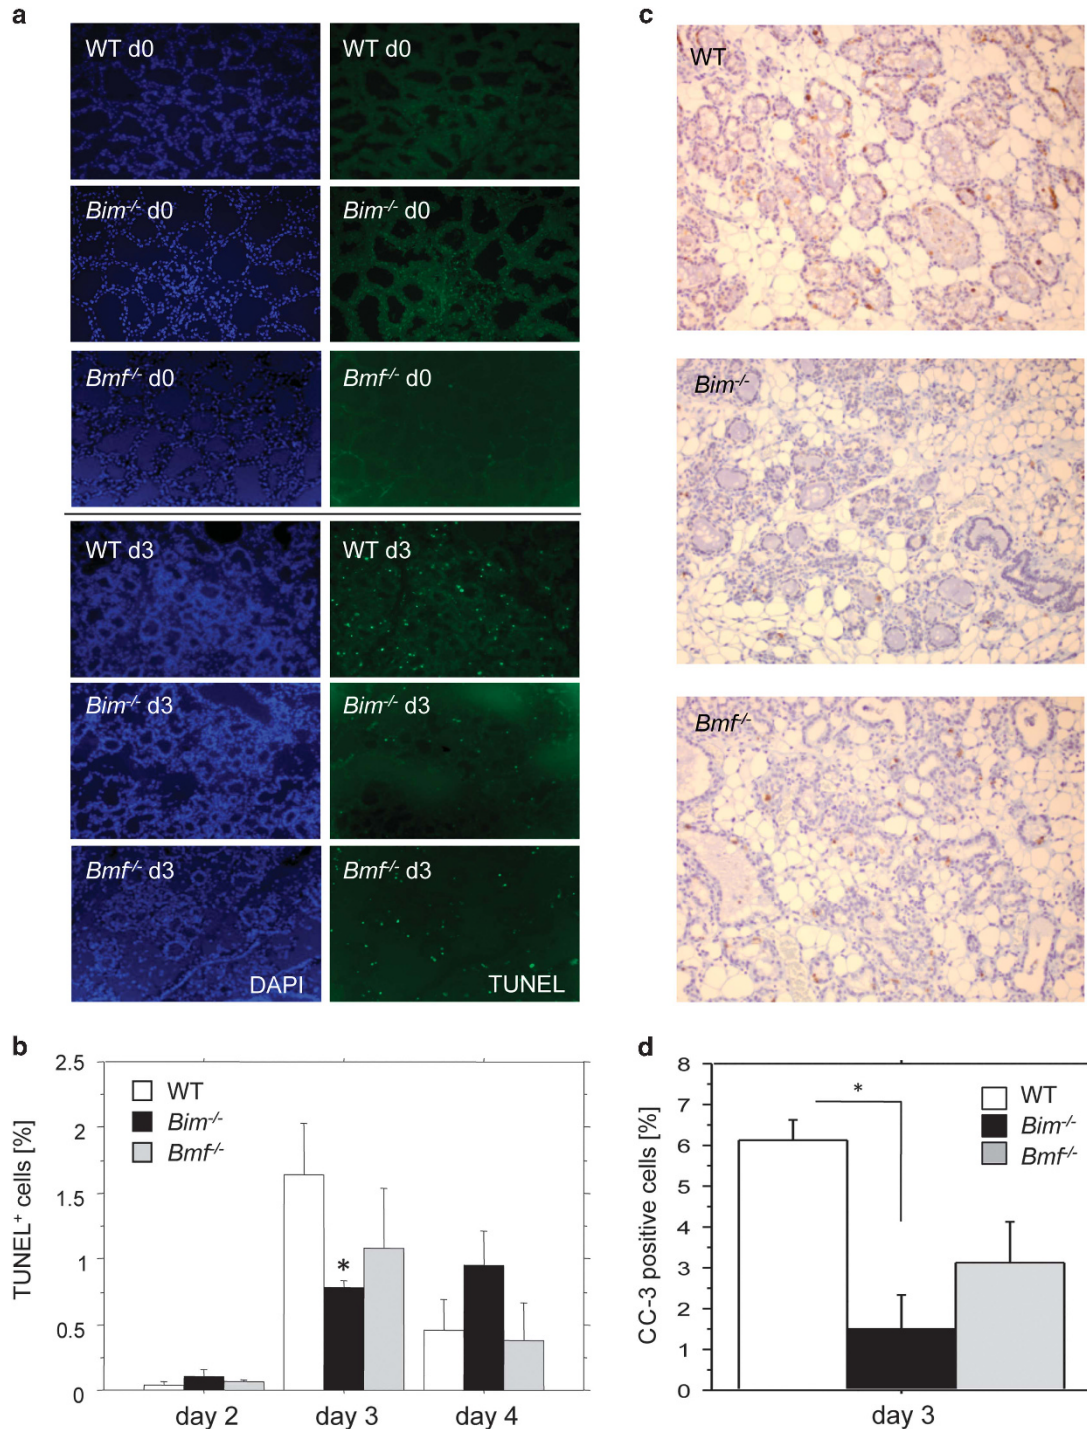 a
WT d0
WT d0
Bim-/- d0
Bim-/- d0
Bmf-/- d0
Bmf-/- d0
WT d3
WT d3
Bim-/- d3
Bim-/- d3
Bmf-/- d3
Bmf-/- d3
DAPI
TUNEL
c
WT
Bim-/-
Bmf-/-
b
TUNEL+ cells [%]
2.5
2
1.5
1
0.5
0
WT
Bim-/-
Bmf-/-
*
day 2
day 3
day 4
d
CC-3 positive cells [%]
8
7
6
5
4
3
2
1
0
*
WT
Bim-/-
Bmf-/-
day 3